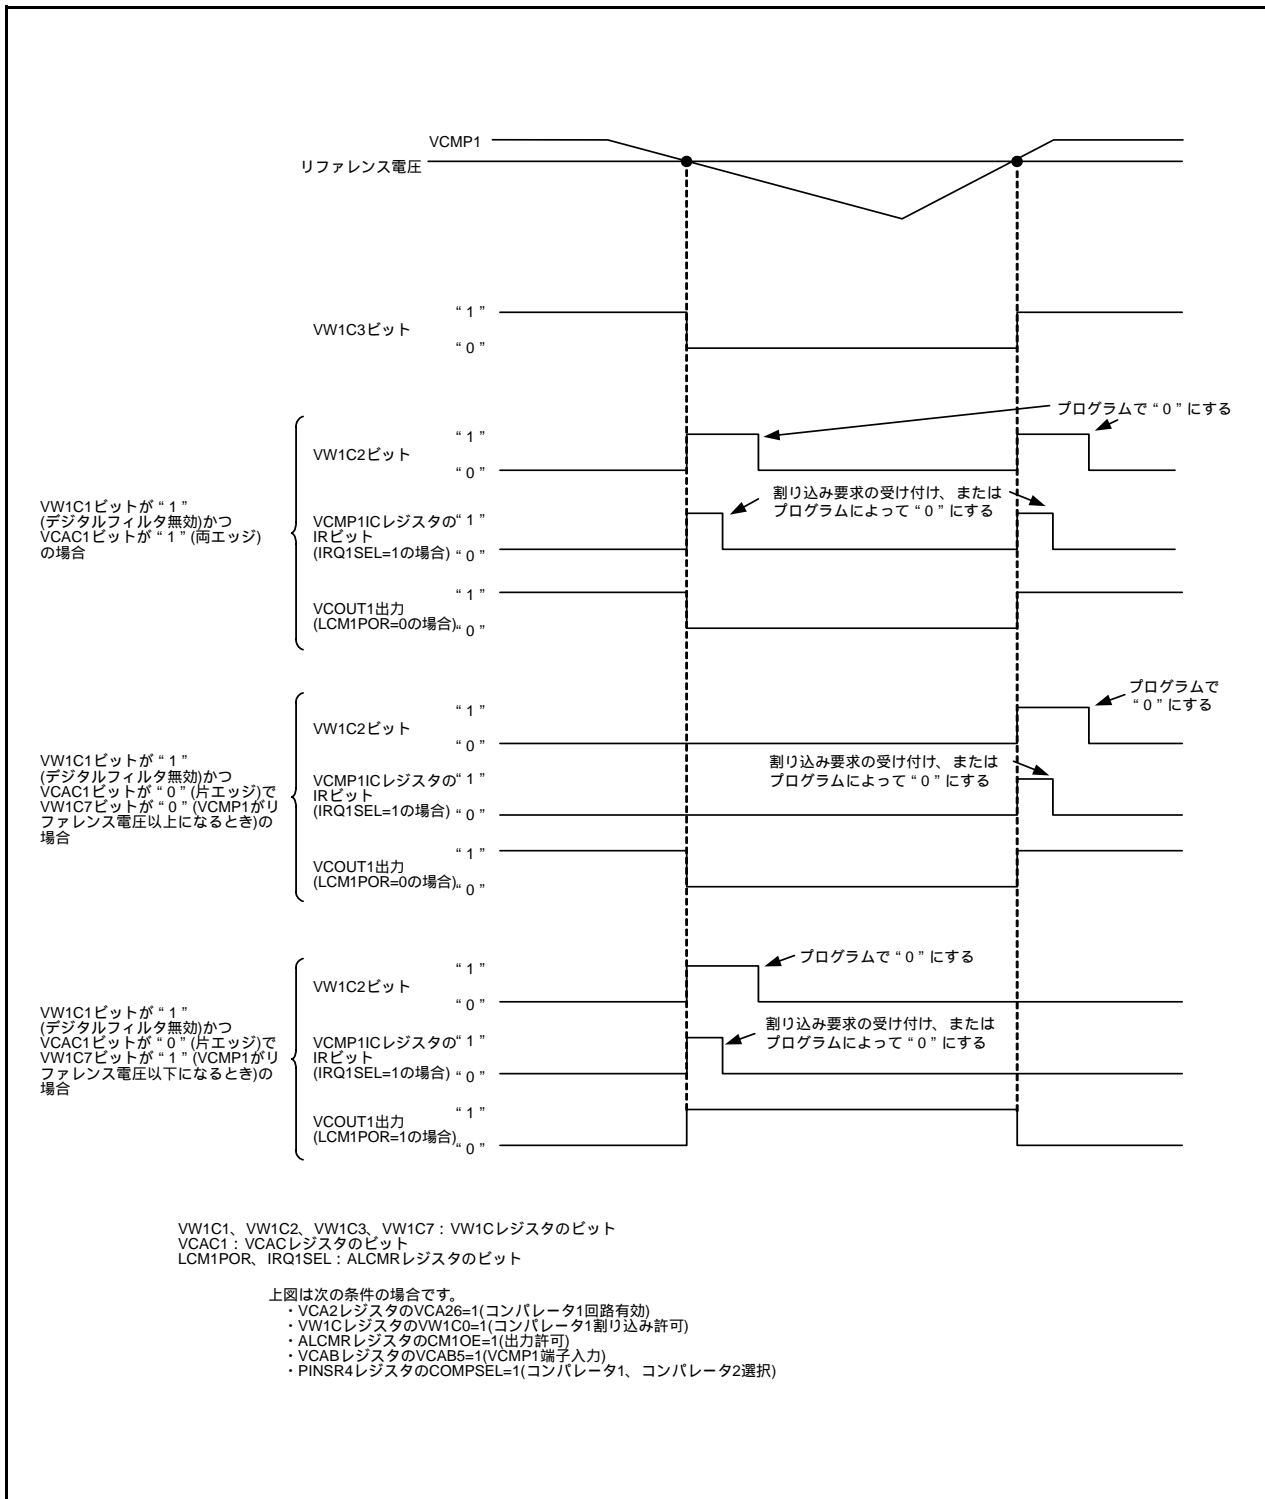 VCMP1
リファレンス電圧
“ 1 ”
VW1C3ビット
“ 0 ”
プログラムで “ 0 ” にする
“ 1 ”
VW1C2ビット
“ 0 ”
VW1C1ビットが “ 1 ”
(デジタルフィルタ無効)かつ
VCAC1ビットが “ 1 ” (両エッジ)
の場合
割り込み要求の受け付け、または
プログラムによって “ 0 ” にする
VCMP1ICレジスタの “ 1 ”
IRビット
(IRQ1SEL=1の場合) “ 0 ”
“ 1 ”
VCOUT1出力
(LCM1POR=0の場合) “ 0 ”
プログラムで
“ 0 ” にする
“ 1 ”
VW1C2ビット
“ 0 ”
VW1C1ビットが “ 1 ”
(デジタルフィルタ無効)かつ
VCAC1ビットが “ 0 ” (片エッジ)で
VW1C7ビットが “ 0 ” (VCMP1がリ
ファレンス電圧以上になるとき)の
場合
割り込み要求の受け付け、または
プログラムによって “ 0 ” にする
VCMP1ICレジスタの “ 1 ”
IRビット
(IRQ1SEL=1の場合) “ 0 ”
“ 1 ”
VCOUT1出力
(LCM1POR=0の場合) “ 0 ”
プログラムで “ 0 ” にする
“ 1 ”
VW1C2ビット
“ 0 ”
VW1C1ビットが “ 1 ”
(デジタルフィルタ無効)かつ
VCAC1ビットが “ 0 ” (片エッジ)で
VW1C7ビットが “ 1 ” (VCMP1がリ
ファレンス電圧以下になるとき)の
場合
割り込み要求の受け付け、または
プログラムによって “ 0 ” にする
VCMP1ICレジスタの “ 1 ”
IRビット
(IRQ1SEL=1の場合) “ 0 ”
“ 1 ”
VCOUT1出力
(LCM1POR=1の場合) “ 0 ”
VW1C1、VW1C2、VW1C3、VW1C7 : VW1Cレジスタのビット
VCAC1 : VCACレジスタのビット
LCM1POR、IRQ1SEL : ALCMRレジスタのビット
上図は次の条件の場合です。
・VCA2レジスタのVCA26=1(コンパレータ1回路有効)
・VW1CレジスタのVW1C0=1(コンパレータ1割り込み許可)
・ALCMRレジスタのCM1OE=1(出力許可)
・VCABレジスタのVCAB5=1(VCMP1端子入力)
・PINSR4レジスタのCOMPSEL=1(コンパレータ1、コンパレータ2選択)